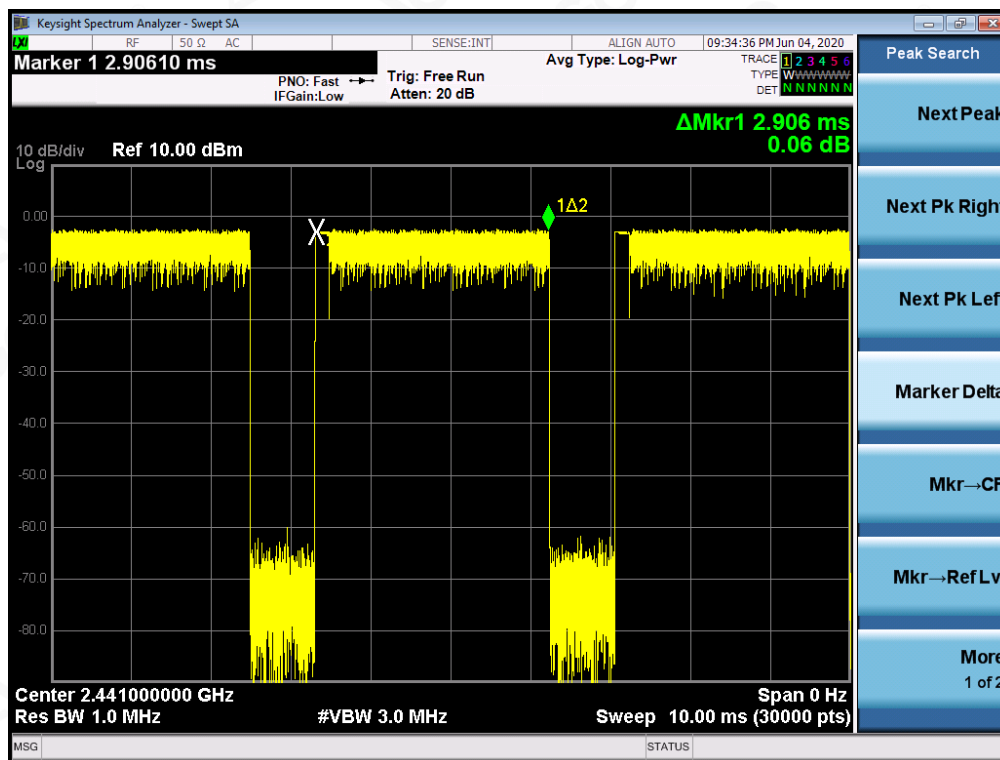 Keysight Spectrum Analyzer - Swept SA
LXI RF 50 Ω AC SENSE:INT ALIGN AUTO 09:34:36 PM Jun 04, 2020
Marker 1 2.90610 ms
PNO: Fast
IFGain:Low
Trig: Free Run
Atten: 20 dB
Avg Type: Log-Pwr
TRACE 1 2 3 4 5 6
TYPE WWWWWW
DET N N N N N N
ΔMkr1 2.906 ms
0.06 dB
10 dB/div Ref 10.00 dBm
Log
0.00
-10.0
-20.0
-30.0
-40.0
-50.0
-60.0
-70.0
-80.0
X
1Δ2
Center 2.441000000 GHz Span 0 Hz
Res BW 1.0 MHz #VBW 3.0 MHz Sweep 10.00 ms (30000 pts)
MSG STATUS
Peak Search
Next Peak
Next Pk Right
Next Pk Left
Marker Delta
Mkr→CF
Mkr→Ref Lv
More
1 of 2